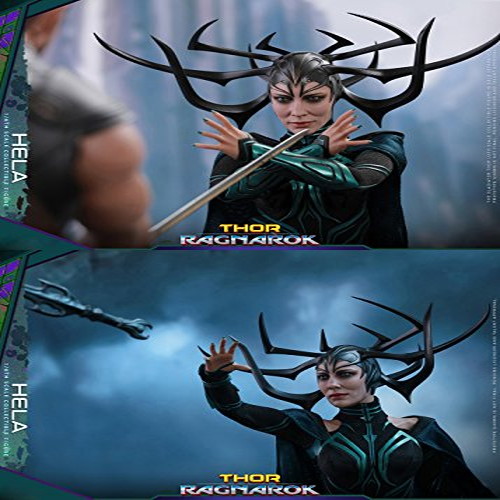 HELA
1/6TH SCALE COLLECTIBLE FIGURE
THOR
RAGNAROK
HELA
1/6TH SCALE COLLECTIBLE FIGURE
THOR
RAGNAROK